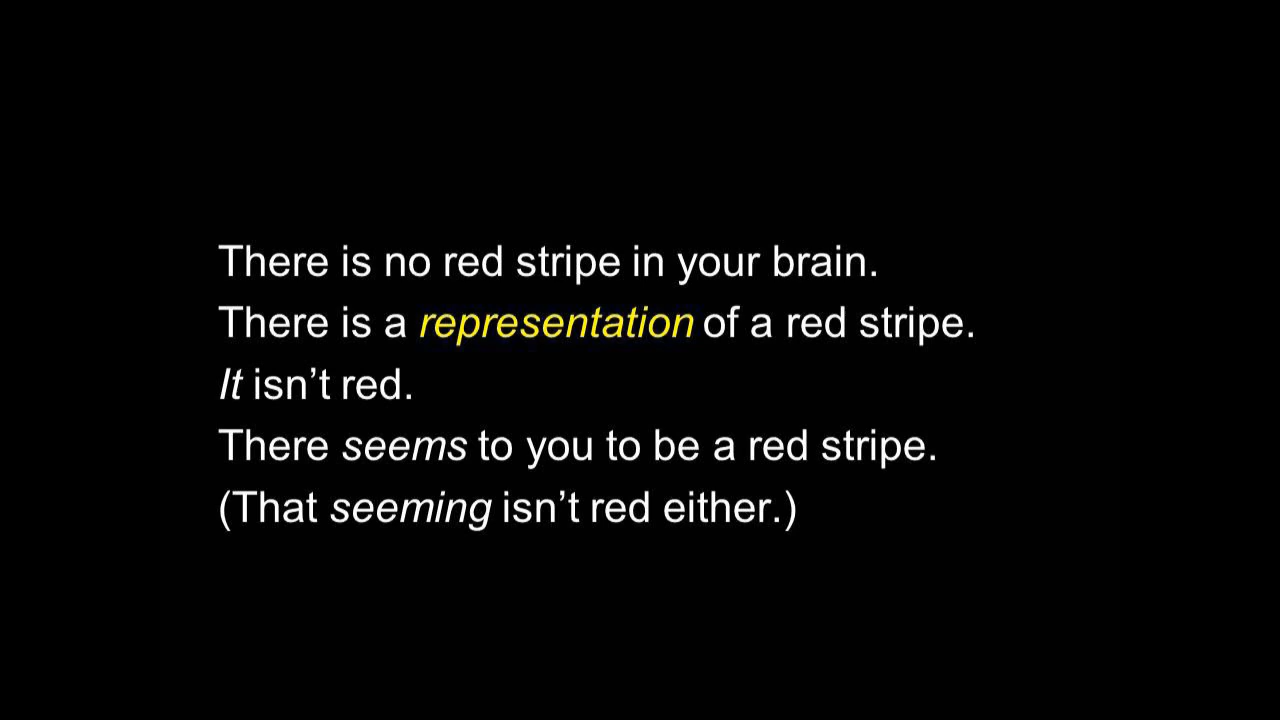 There is no red stripe in your brain.
There is a representation of a red stripe.
It isn’t red.
There seems to you to be a red stripe.
(That seeming isn’t red either.)